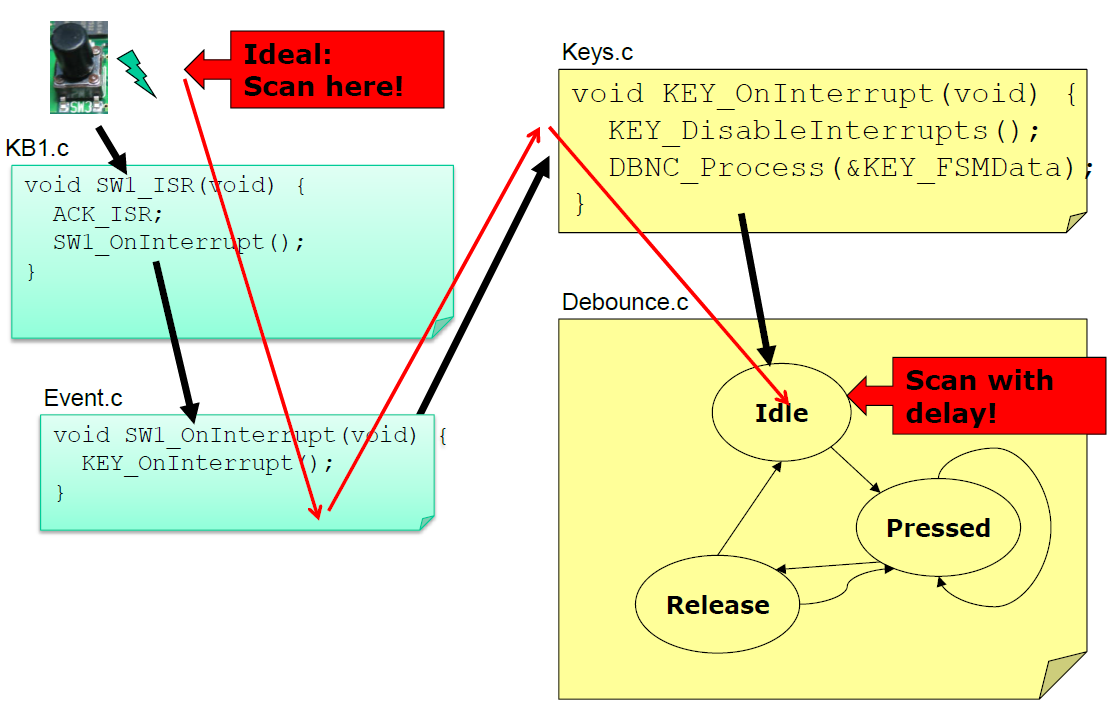 SW3
Ideal:
Scan here!
KB1.c
void SW1_ISR(void) {
ACK_ISR;
SW1_OnInterrupt();
}
Event.c
void SW1_OnInterrupt(void) {
KEY_OnInterrupt();
}
Keys.c
void KEY_OnInterrupt(void) {
KEY_DisableInterrupts();
DBNC_Process(&KEY_FSMData);
}
Debounce.c
Idle
Scan with
delay!
Pressed
Release